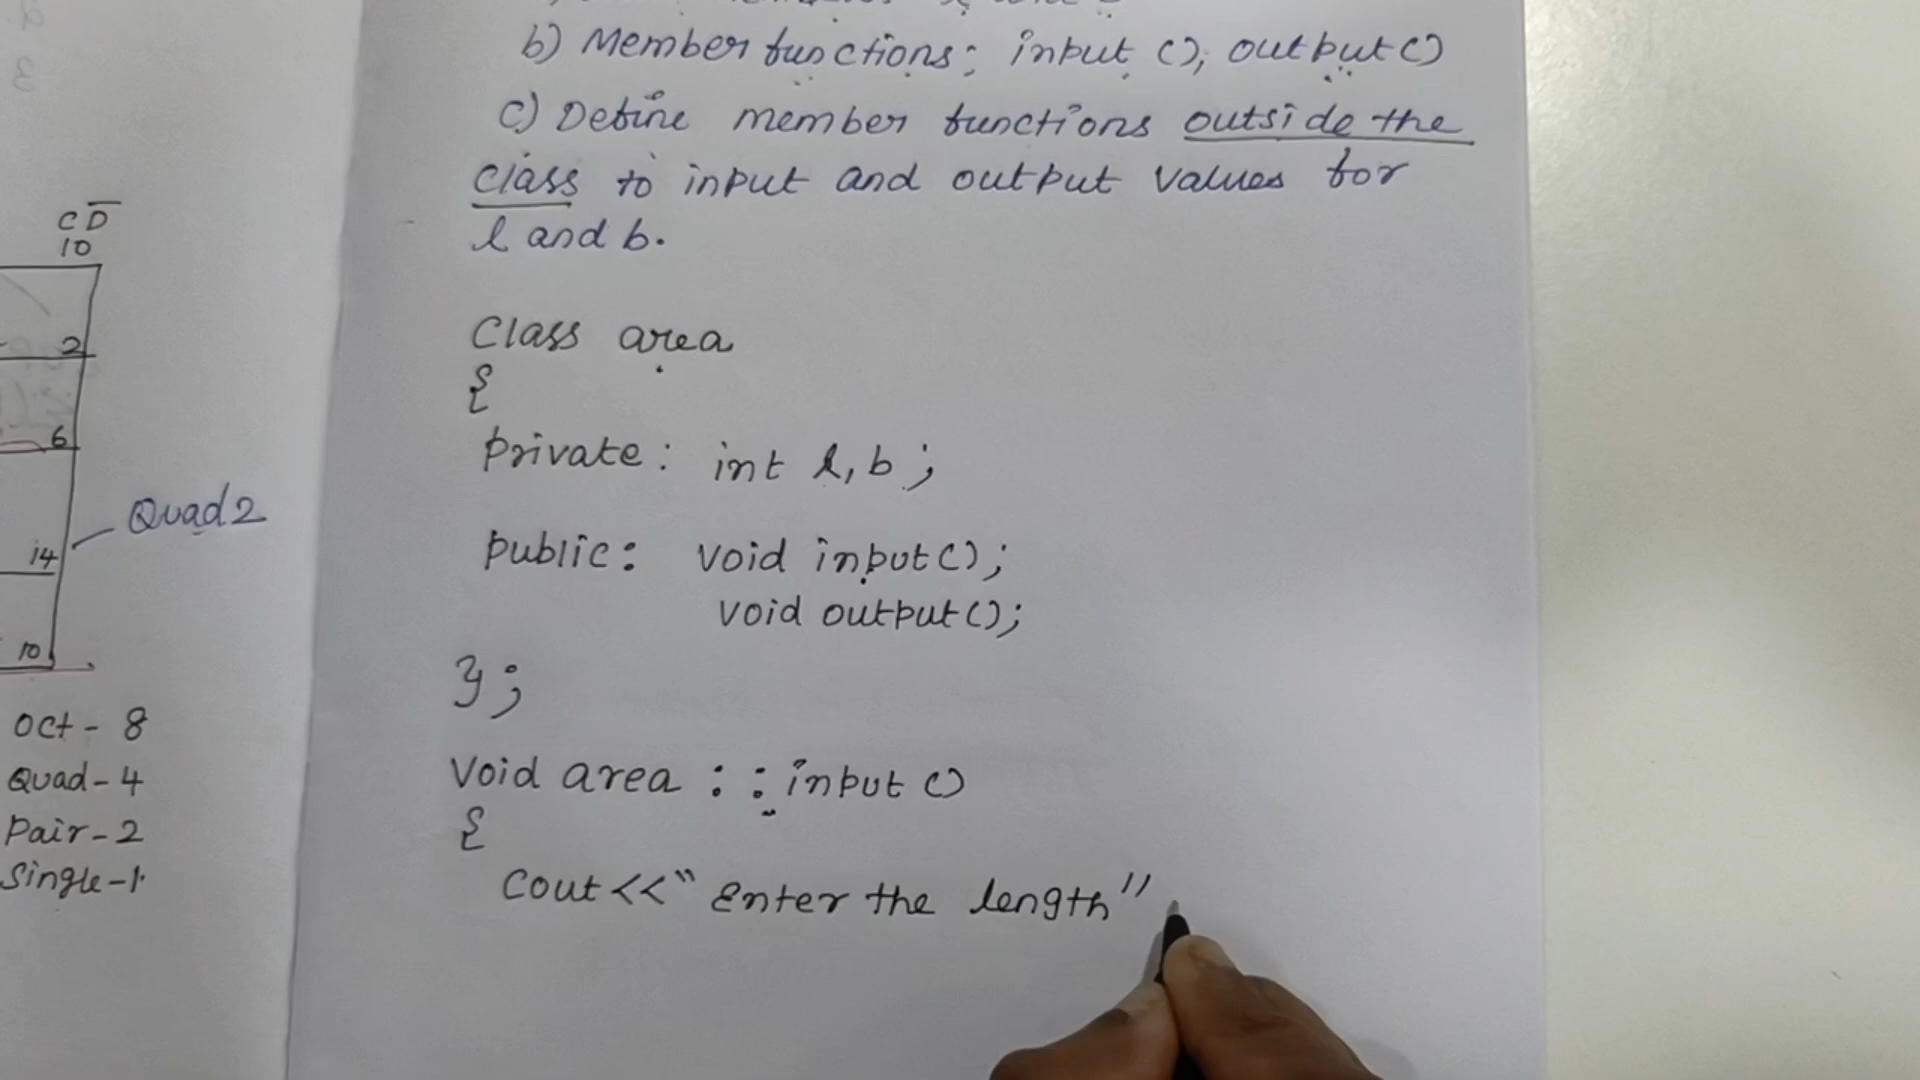 C D
10
2
6
Quad 2
14
10
Oct - 8
Quad - 4
Pair - 2
Single - 1
b) Member functions: input (), output ()
c) Define member functions outside the
class to input and output values for
l and b.
Class area
{
Private: int l, b ;
Public: void input();
void output();
};
Void area : : input ()
{
Cout << " Enter the length "